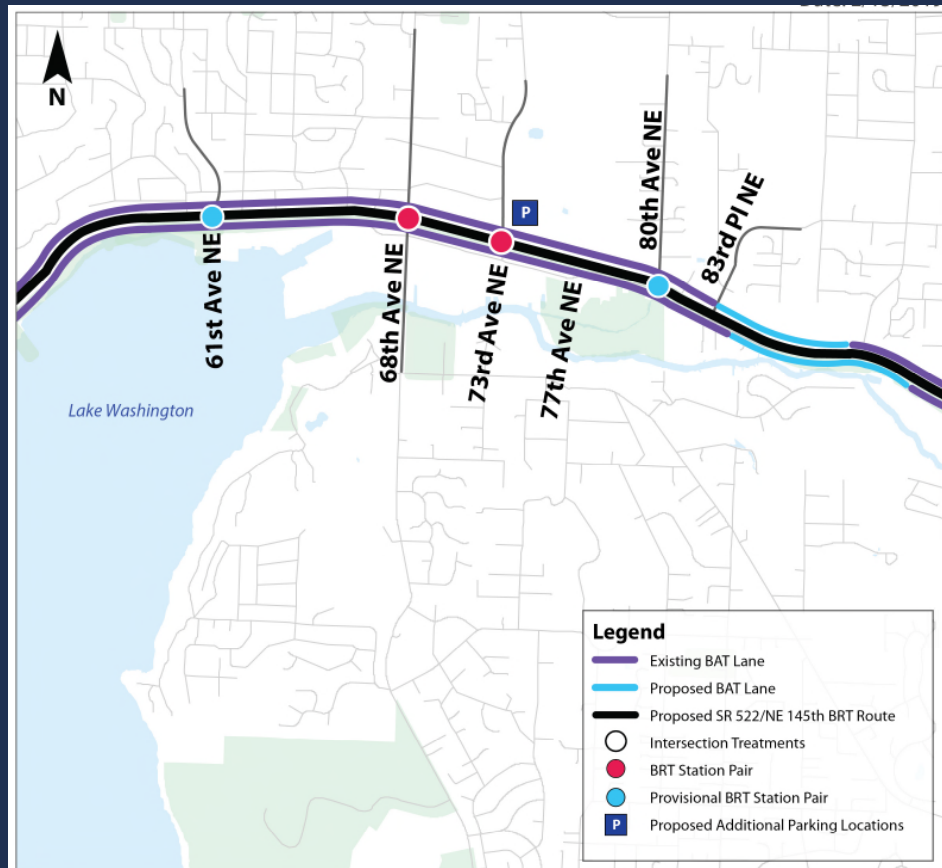 N
80th Ave NE
83rd Pl NE
61st Ave NE
68th Ave NE
73rd Ave NE
77th Ave NE
P
Lake Washington
Legend
Existing BAT Lane
Proposed BAT Lane
Proposed SR 522/NE 145th BRT Route
Intersection Treatments
BRT Station Pair
Provisional BRT Station Pair
P Proposed Additional Parking Locations